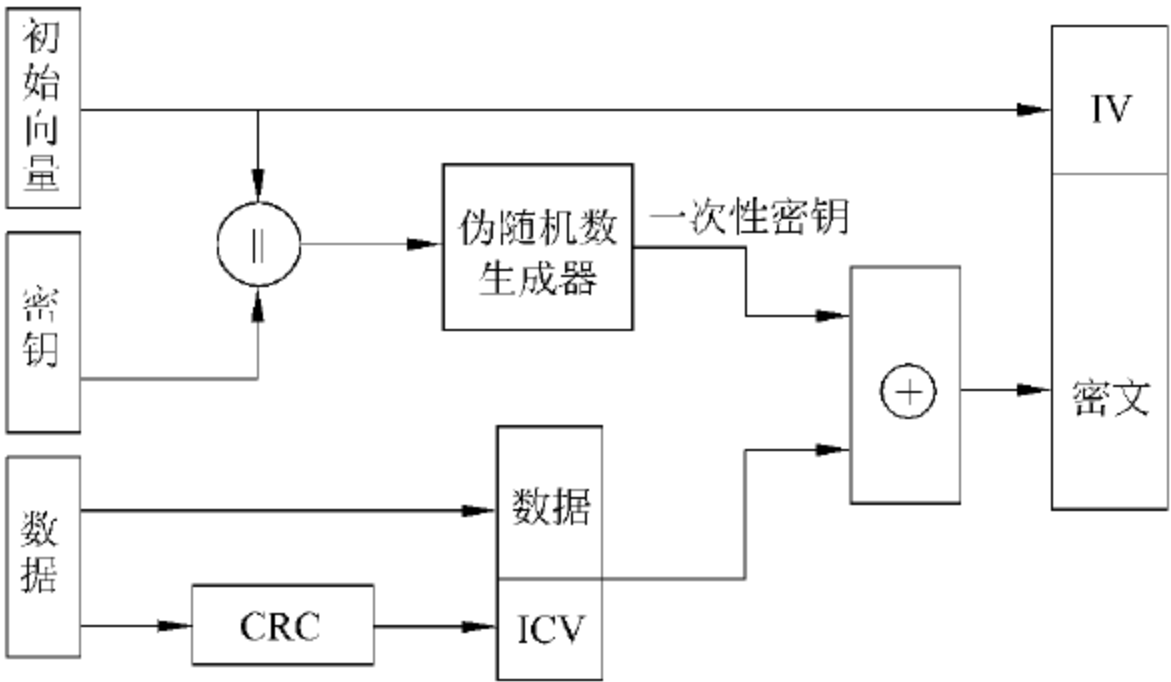 初始向量
IV
||
伪随机数
生成器
一次性密钥
密钥
+
密文
数据
数据
CRC
ICV